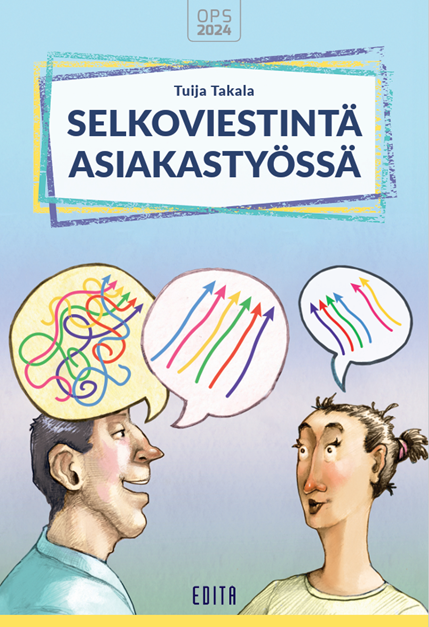 OPS
2024
Tuija Takala
SELKOVIESTINTÄ
ASIAKASTYÖSSÄ
EDITA